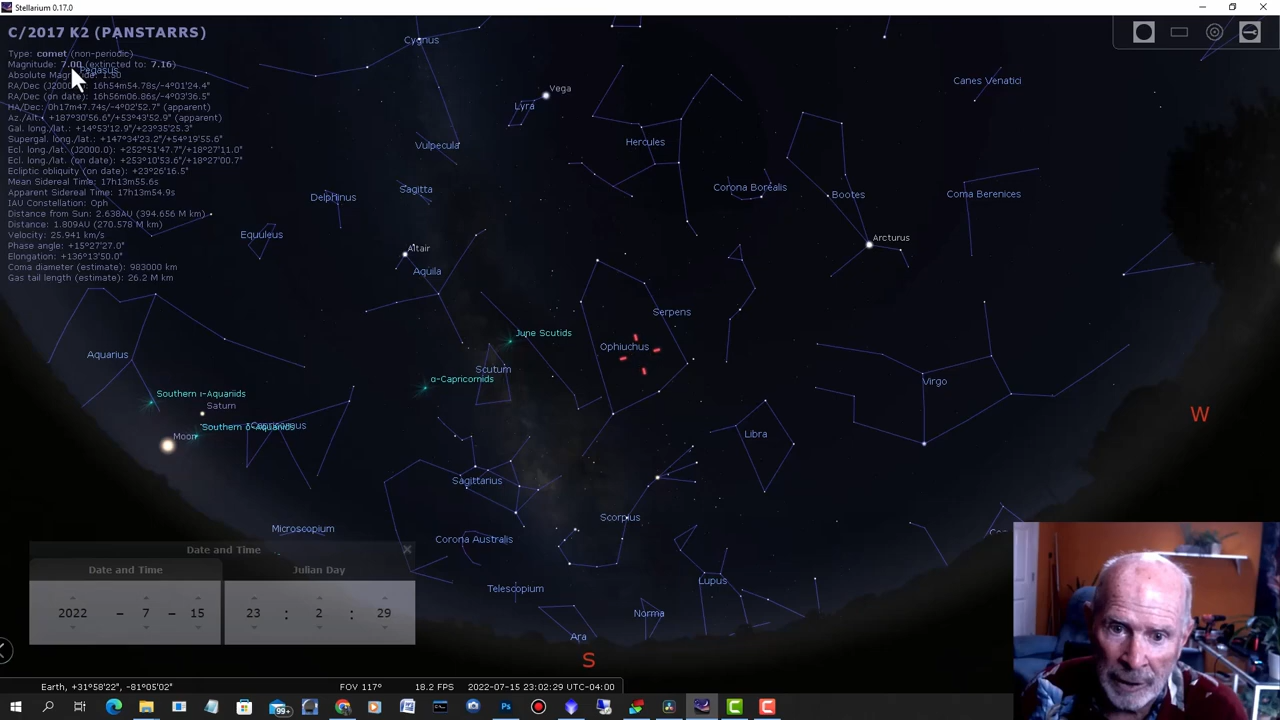 Stellarium 0.17.0
C/2017 K2 (PANSTARRS)
Type: comet (non-periodic)
Magnitude: 7.00 (extincted to: 7.16)
Pegasus
Absolute Magnitude: 1.50
RA/Dec (J2000.0): 16h54m54.78s/-4°01'24.4"
RA/Dec (on date): 16h56m06.86s/-4°03'36.5"
HA/Dec: 0h17m47.74s/-4°02'52.7" (apparent)
Az./Alt.: +187°30'56.6"/+53°43'52.9" (apparent)
Gal. long./lat.: +14°53'12.9"/+23°35'25.3"
Supergal. long./lat.: +147°34'23.2"/+54°19'55.6"
Ecl. long./lat. (J2000.0): +252°51'47.7"/+18°27'11.0"
Ecl. long./lat. (on date): +253°10'53.6"/+18°27'00.7"
Ecliptic obliquity (on date): +23°26'16.5"
Mean Sidereal Time: 17h13m55.6s
Apparent Sidereal Time: 17h13m54.9s
IAU Constellation: Oph
Distance from Sun: 2.638AU (394.656 M km)
Distance: 1.809AU (270.578 M km)
Velocity: 25.941 km/s
Phase angle: +15°27'27.0"
Elongation: +136°13'50.0"
Coma diameter (estimate): 983000 km
Gas tail length (estimate): 26.2 M km
Cygnus
Canes Venatici
Vega
Lyra
Hercules
Vulpecula
Corona Borealis
Sagitta
Delphinus
Bootes
Coma Berenices
Equuleus
Arcturus
Altair
Aquila
Serpens
June Scutids
Ophiuchus
Aquarius
Scutum
α-Capricornids
Virgo
Southern ι-Aquariids
Saturn
W
Southern δ-Aquariids
Capricornus
Moon
Libra
Sagittarius
Scorpius
Microscopium
Corona Australis
Telescopium
Lupus
Norma
Ara
S
Date and Time
Date and Time Julian Day
2022 - 7 - 15 23 : 2 : 29
Earth, +31°58'22", -81°05'02" FOV 117° 18.2 FPS 2022-07-15 23:02:29 UTC-04:00
99+